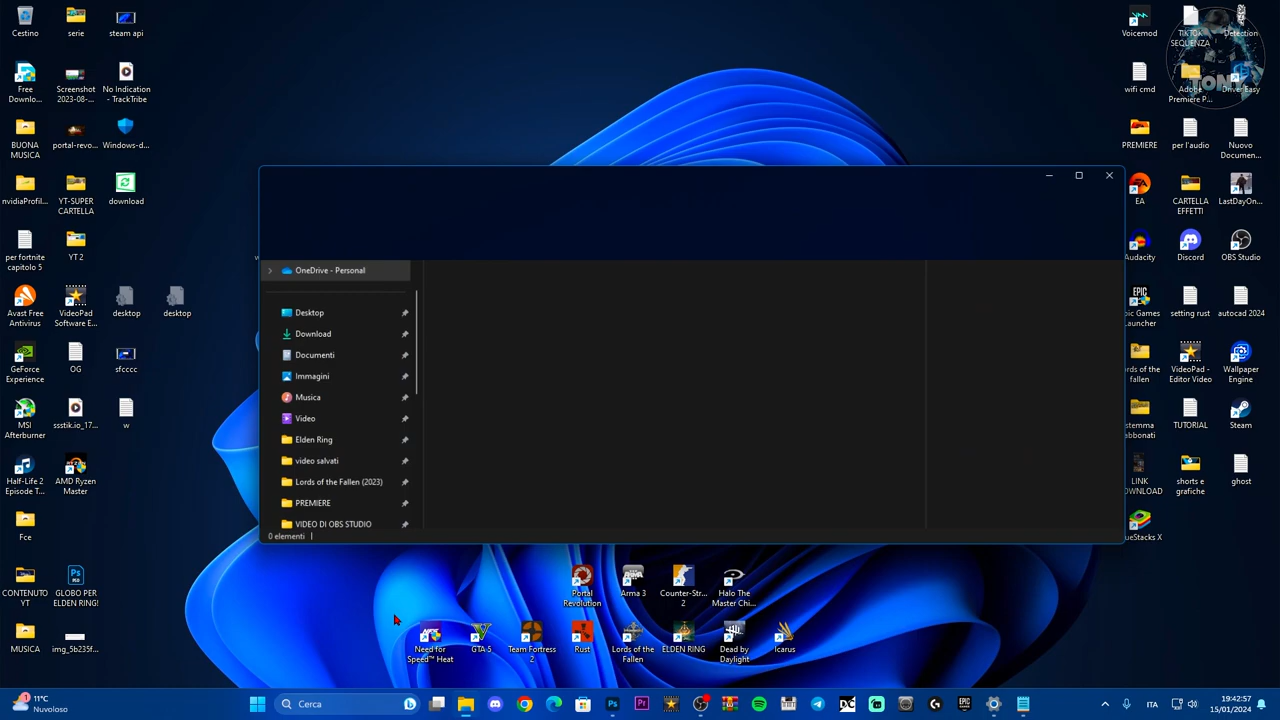 Cestino
serie
steam api
Free
Downlo...
Screenshot
2023-08-...
No Indication
- TrackTribe
BUONA
MUSICA
portal-revo...
Windows-d...
nvidiaProfil...
YT-SUPER
CARTELLA
download
per fortnite
capitolo 5
YT 2
Avast Free
Antivirus
VideoPad
Software E...
desktop
desktop
GeForce
Experience
OG
sfcccc
MSI
Afterburner
ssstik.io_17...
w
Half-Life 2
Episode T...
AMD Ryzen
Master
Fce
CONTENUTO
YT
GLOBO PER
ELDEN RING!
MUSICA
img_5b235f...
OneDrive - Personal
Desktop
Download
Documenti
Immagini
Musica
Video
Elden Ring
video salvati
Lords of the Fallen (2023)
PREMIERE
VIDEO DI OBS STUDIO
0 elementi
Portal
Revolution
Arma 3
Counter-Str...
2
Halo The
Master Chi...
Need for
Speed™ Heat
GTA 5
Team Fortress
2
Rust
Lords of the
Fallen
ELDEN RING
Dead by
Daylight
Icarus
Voicemod
TIKTOK
SEQUENZA
Detection
TONY
wifi cmd
Adobe
Premiere P...
Driver Easy
PREMIERE
per l'audio
Nuovo
Documen...
EA
CARTELLA
EFFETTI
LastDayOn...
Audacity
Discord
OBS Studio
Epic Games
Launcher
setting rust
autocad 2024
ords of the
fallen
VideoPad -
Editor Video
Wallpaper
Engine
stemma
abbonati
TUTORIAL
Steam
LINK
DOWNLOAD
shorts e
grafiche
ghost
ueStacks X
11°C
Nuvoloso
Cerca
ITA
19:42:57
15/01/2024